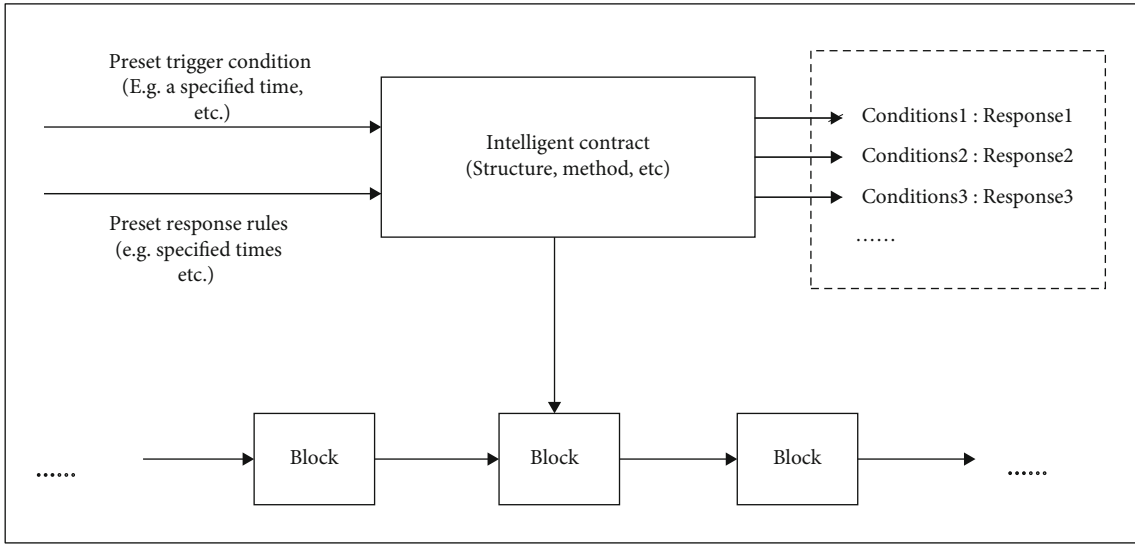 Preset trigger condition
(E.g. a specified time,
etc.)
Preset response rules
(e.g. specified times
etc.)
Intelligent contract
(Structure, method, etc)
Conditions1 : Response1
Conditions2 : Response2
Conditions3 : Response3
......
......
Block
Block
Block
......